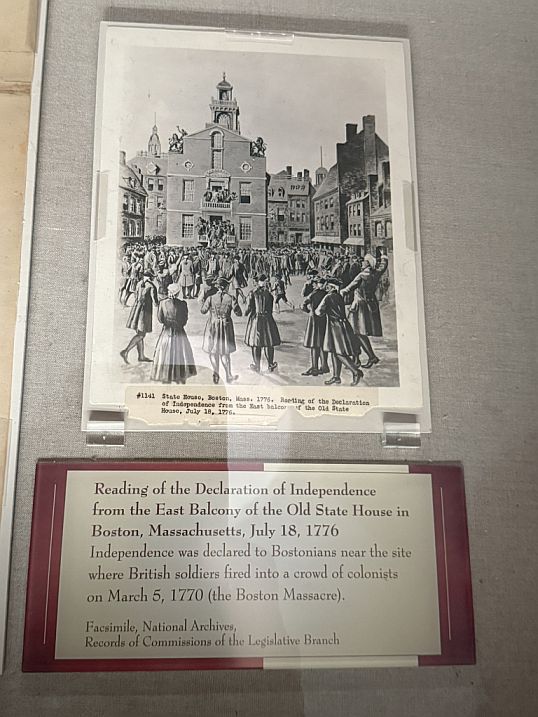 #1141 State House, Boston, Mass. 1776. Reading of the Declaration
of Independence from the East balcony of the Old State
House, July 18, 1776.
Reading of the Declaration of Independence
from the East Balcony of the Old State House in
Boston, Massachusetts, July 18, 1776
Independence was declared to Bostonians near the site
where British soldiers fired into a crowd of colonists
on March 5, 1770 (the Boston Massacre).
Facsimile, National Archives,
Records of Commissions of the Legislative Branch